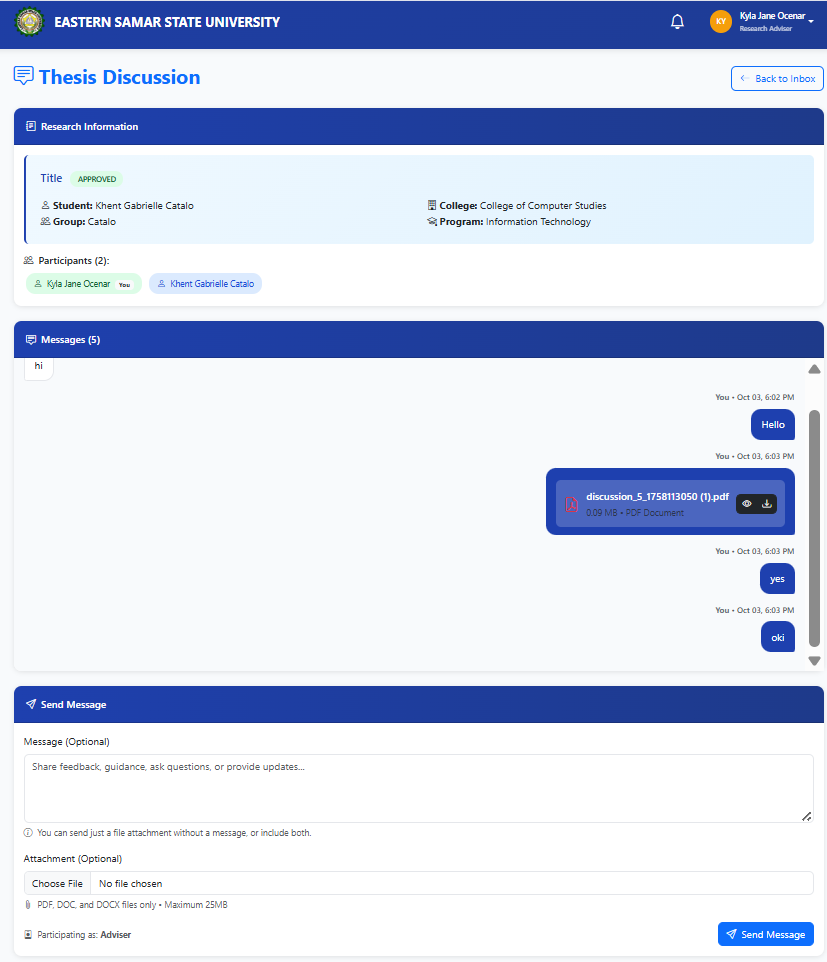 EASTERN SAMAR STATE UNIVERSITY
KY
Kyla Jane Ocenar
Research Adviser
Thesis Discussion
← Back to Inbox
Research Information
Title APPROVED
Student: Khent Gabrielle Catalo
Group: Catalo
College: College of Computer Studies
Program: Information Technology
Participants (2):
Kyla Jane Ocenar You
Khent Gabrielle Catalo
Messages (5)
hi
You • Oct 03, 6:02 PM
Hello
You • Oct 03, 6:03 PM
discussion_5_1758113050 (1).pdf
0.09 MB • PDF Document
You • Oct 03, 6:03 PM
yes
You • Oct 03, 6:03 PM
oki
Send Message
Message (Optional)
Share feedback, guidance, ask questions, or provide updates...
You can send just a file attachment without a message, or include both.
Attachment (Optional)
Choose File No file chosen
PDF, DOC, and DOCX files only • Maximum 25MB
Participating as: Adviser
Send Message